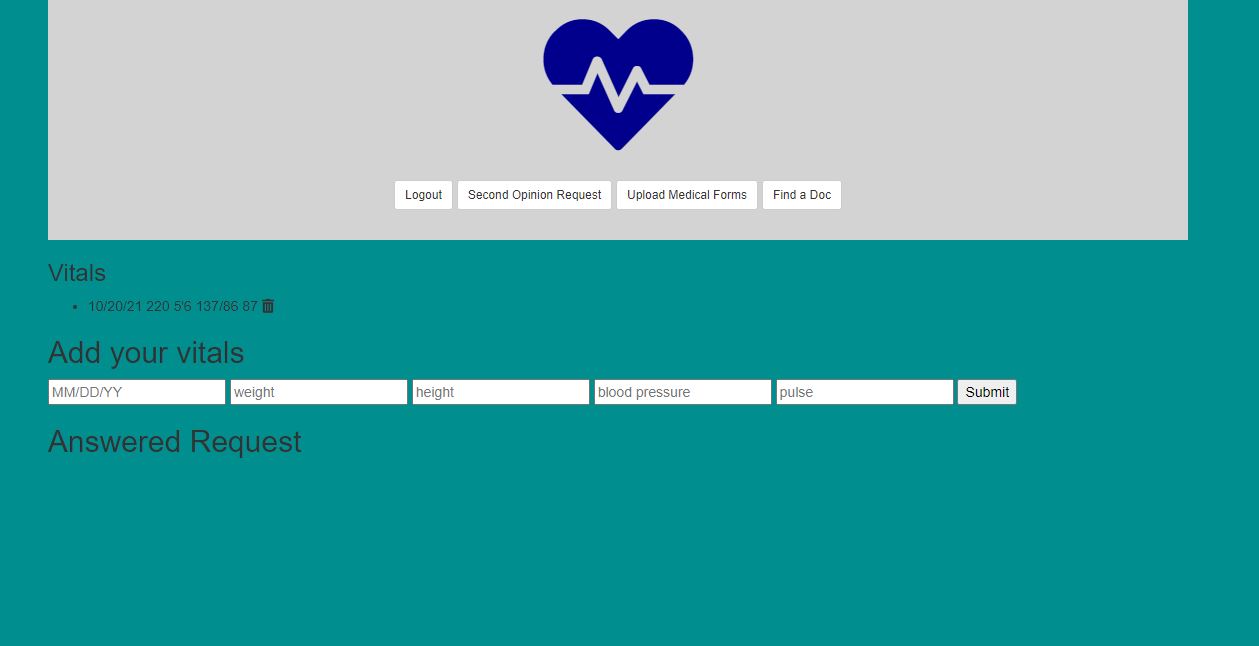 Logout Second Opinion Request Upload Medical Forms Find a Doc
Vitals
10/20/21 220 5'6 137/86 87
Add your vitals
MM/DD/YY weight height blood pressure pulse Submit
Answered Request